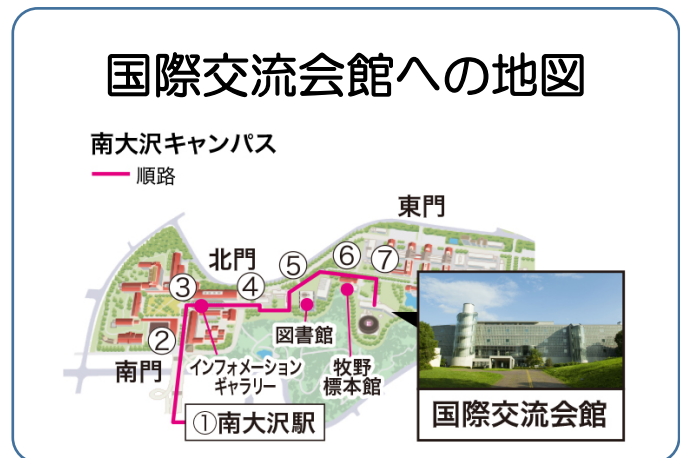 国際交流会館への地図
南大沢キャンパス
順路
東門
北門
⑥
⑦
⑤
③
④
②
図書館
南門
インフォメーション
ギャラリー
牧野
標本館
①南大沢駅
国際交流会館